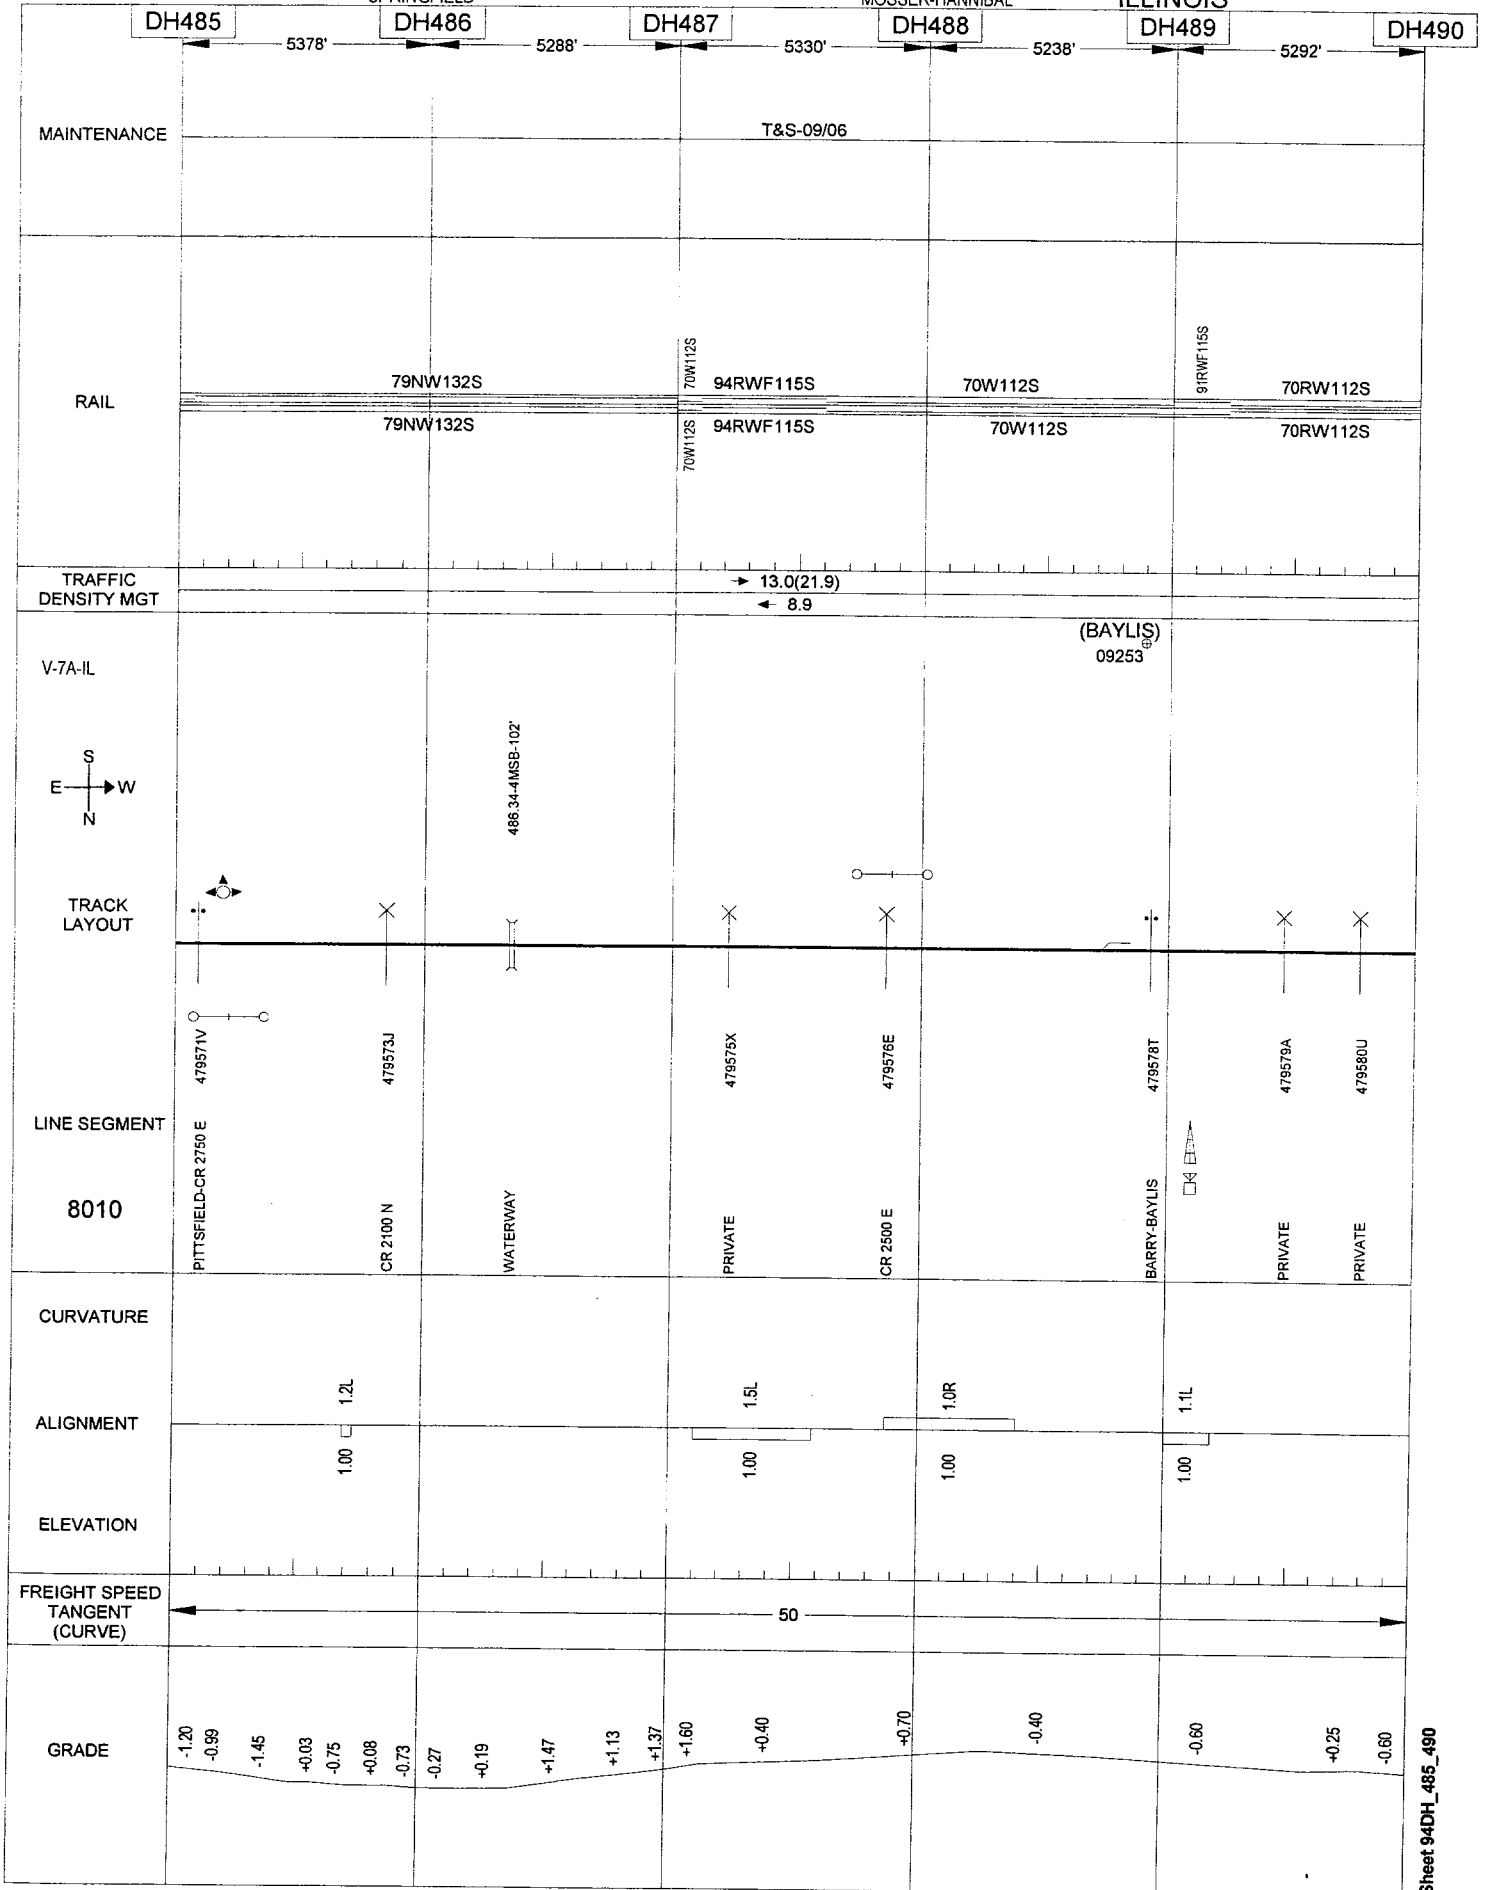 SPRINGFIELD
MOSSER-HANNIBAL
ILLINOIS
DH485
DH486
DH487
DH488
DH489
DH490
5378'
5288'
5330'
5238'
5292'
MAINTENANCE
T&S-09/06
RAIL
79NW132S
70W112S
94RWF115S
70W112S
91RWF115S
70RW112S
79NW132S
70W112S
94RWF115S
70W112S
70RW112S
TRAFFIC
DENSITY MGT
13.0(21.9)
8.9
V-7A-IL
(BAYLIS)
09253
S
E
W
N
486.34-4MSB-102'
TRACK
LAYOUT
479571V
479573J
479575X
479576E
479578T
479579A
479580U
LINE SEGMENT
8010
PITTSFIELD-CR 2750 E
CR 2100 N
WATERWAY
PRIVATE
CR 2500 E
BARRY-BAYLIS
PRIVATE
PRIVATE
CURVATURE
1.2L
1.5L
1.0R
1.1L
ALIGNMENT
1.00
1.00
1.00
1.00
ELEVATION
FREIGHT SPEED
TANGENT
(CURVE)
50
GRADE
-1.20
-0.99
-1.45
+0.03
-0.75
+0.08
-0.73
-0.27
+0.19
+1.47
+1.13
+1.37
+1.60
+0.40
+0.70
-0.40
-0.60
+0.25
-0.60
Sheet 94DH_485_490